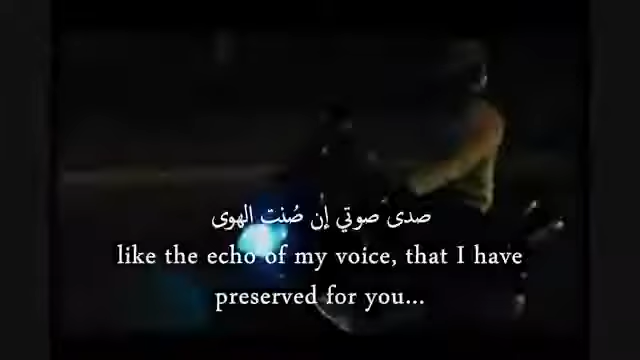 صدى صوتي إن صُنت الهوى
like the echo of my voice, that I have
preserved for you...